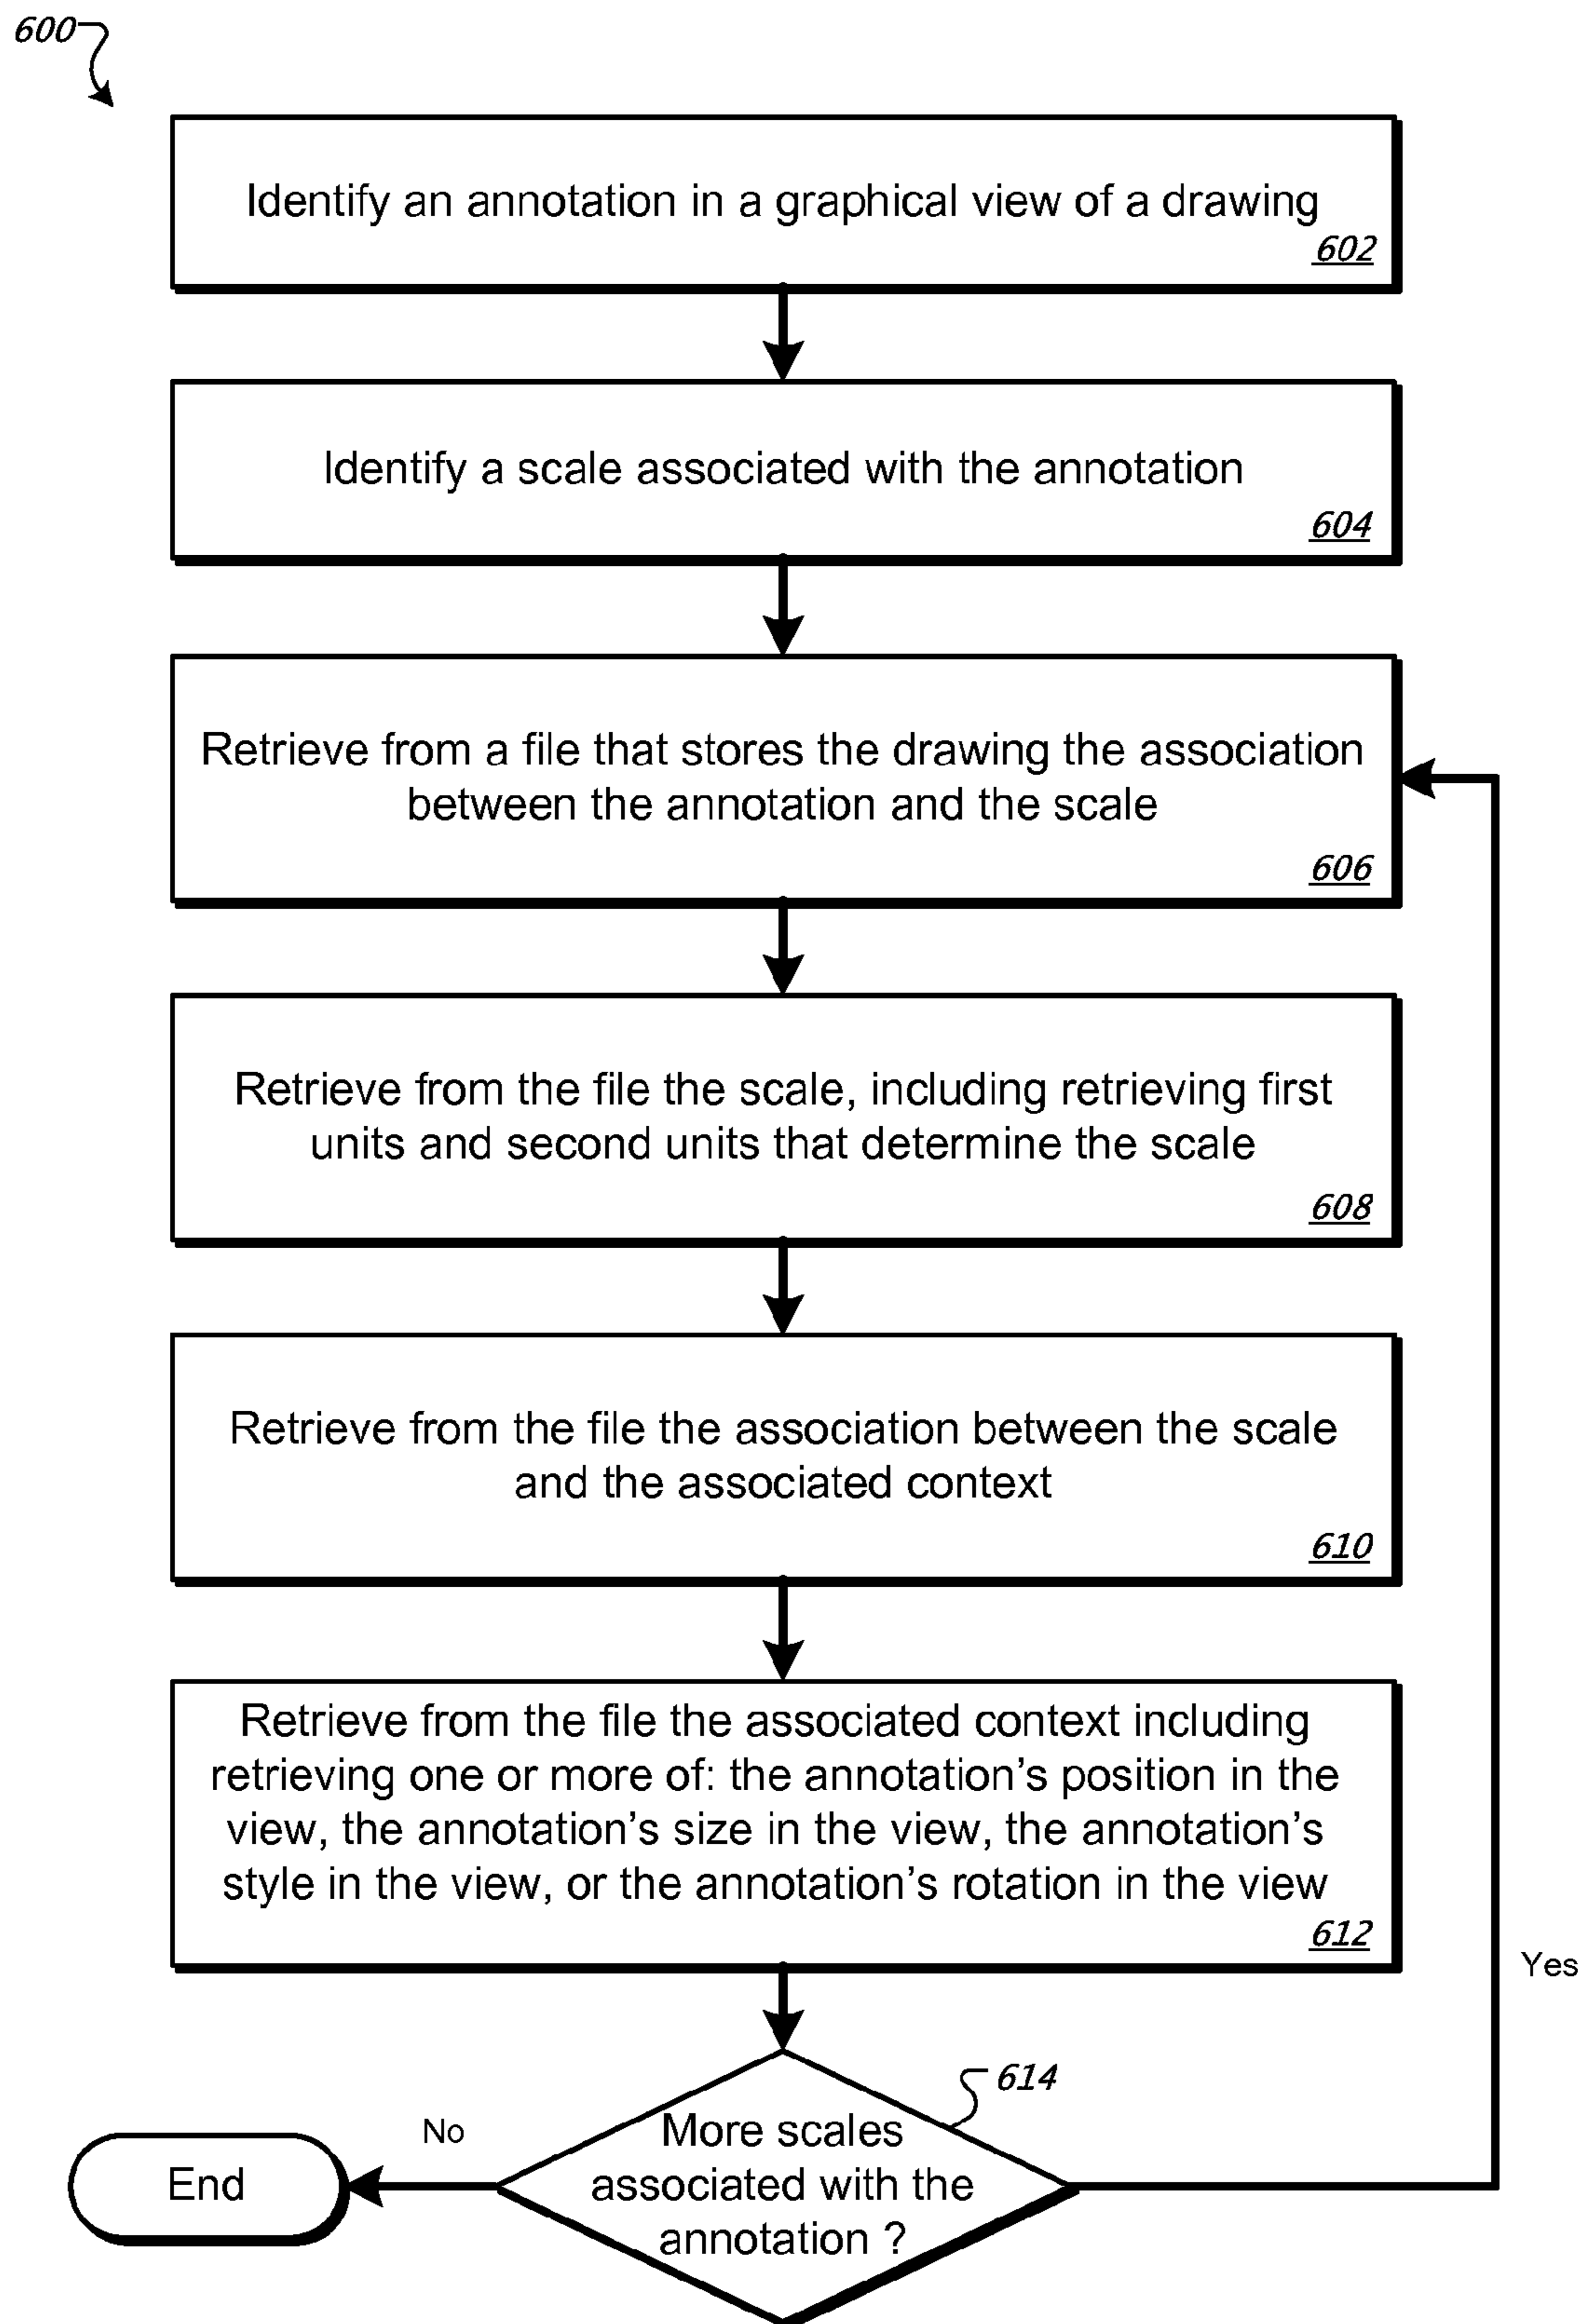 600
Identify an annotation in a graphical view of a drawing
602
Identify a scale associated with the annotation
604
Retrieve from a file that stores the drawing the association
between the annotation and the scale
606
Retrieve from the file the scale, including retrieving first
units and second units that determine the scale
608
Retrieve from the file the association between the scale
and the associated context
610
Retrieve from the file the associated context including
retrieving one or more of: the annotation’s position in the
view, the annotation’s size in the view, the annotation’s
style in the view, or the annotation’s rotation in the view
612
Yes
614
No
More scales
associated with the
annotation ?
End